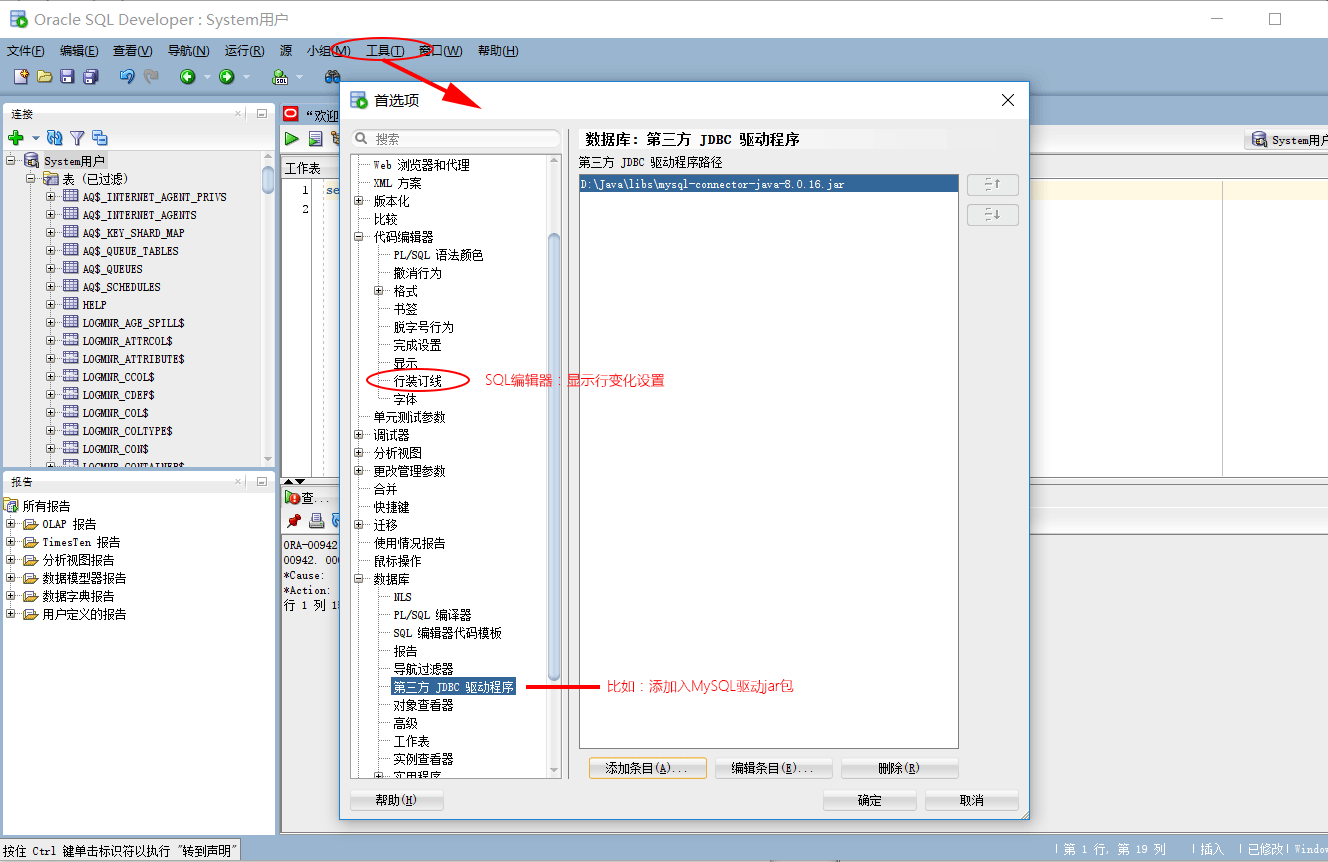 Oracle SQL Developer : System用户
文件(F) 编辑(E) 查看(V) 导航(N) 运行(R) 源 小组(M) 工具(T) 窗口(W) 帮助(H)
连接
System用户
表 (已过滤)
AQ$_INTERNET_AGENT_PRIVS
AQ$_INTERNET_AGENTS
AQ$_KEY_SHARD_MAP
AQ$_QUEUE_TABLES
AQ$_QUEUES
AQ$_SCHEDULES
HELP
LOGMNR_AGE_SPILL$
LOGMNR_ATTRCOL$
LOGMNR_ATTRIBUTE$
LOGMNR_CCOL$
LOGMNR_CDEF$
LOGMNR_COL$
LOGMNR_COLTYPE$
LOGMNR_CON$
LOGMNR_CONTAINER$
报告
所有报告
OLAP 报告
TimesTen 报告
分析视图报告
数据模型器报告
数据字典报告
用户定义的报告
SQL
“欢迎
工作表
1 se
2
查...
ORA-00942
00942. 00
*Cause:
*Action:
行 1 列 1
System用户
首选项
搜索
Web 浏览器和代理
XML 方案
版本化
比较
代码编辑器
PL/SQL 语法颜色
撤消行为
格式
书签
脱字号行为
完成设置
显示
行装订线
SQL编辑器：显示行变化设置
字体
单元测试参数
调试器
分析视图
更改管理参数
合并
快捷键
迁移
使用情况报告
鼠标操作
数据库
NLS
PL/SQL 编译器
SQL 编辑器代码模板
报告
导航过滤器
第三方 JDBC 驱动程序
比如：添加入MySQL驱动jar包
对象查看器
高级
工作表
实例查看器
实用程序
数据库: 第三方 JDBC 驱动程序
第三方 JDBC 驱动程序路径
D:\Java\libs\mysql-connector-java-8.0.16.jar
添加条目(A)... 编辑条目(E)... 删除(R)
帮助(H) 确定 取消
按住 Ctrl 键单击标识符以执行 "转到声明"
第 1 行, 第 19 列 插入 已修改 Window